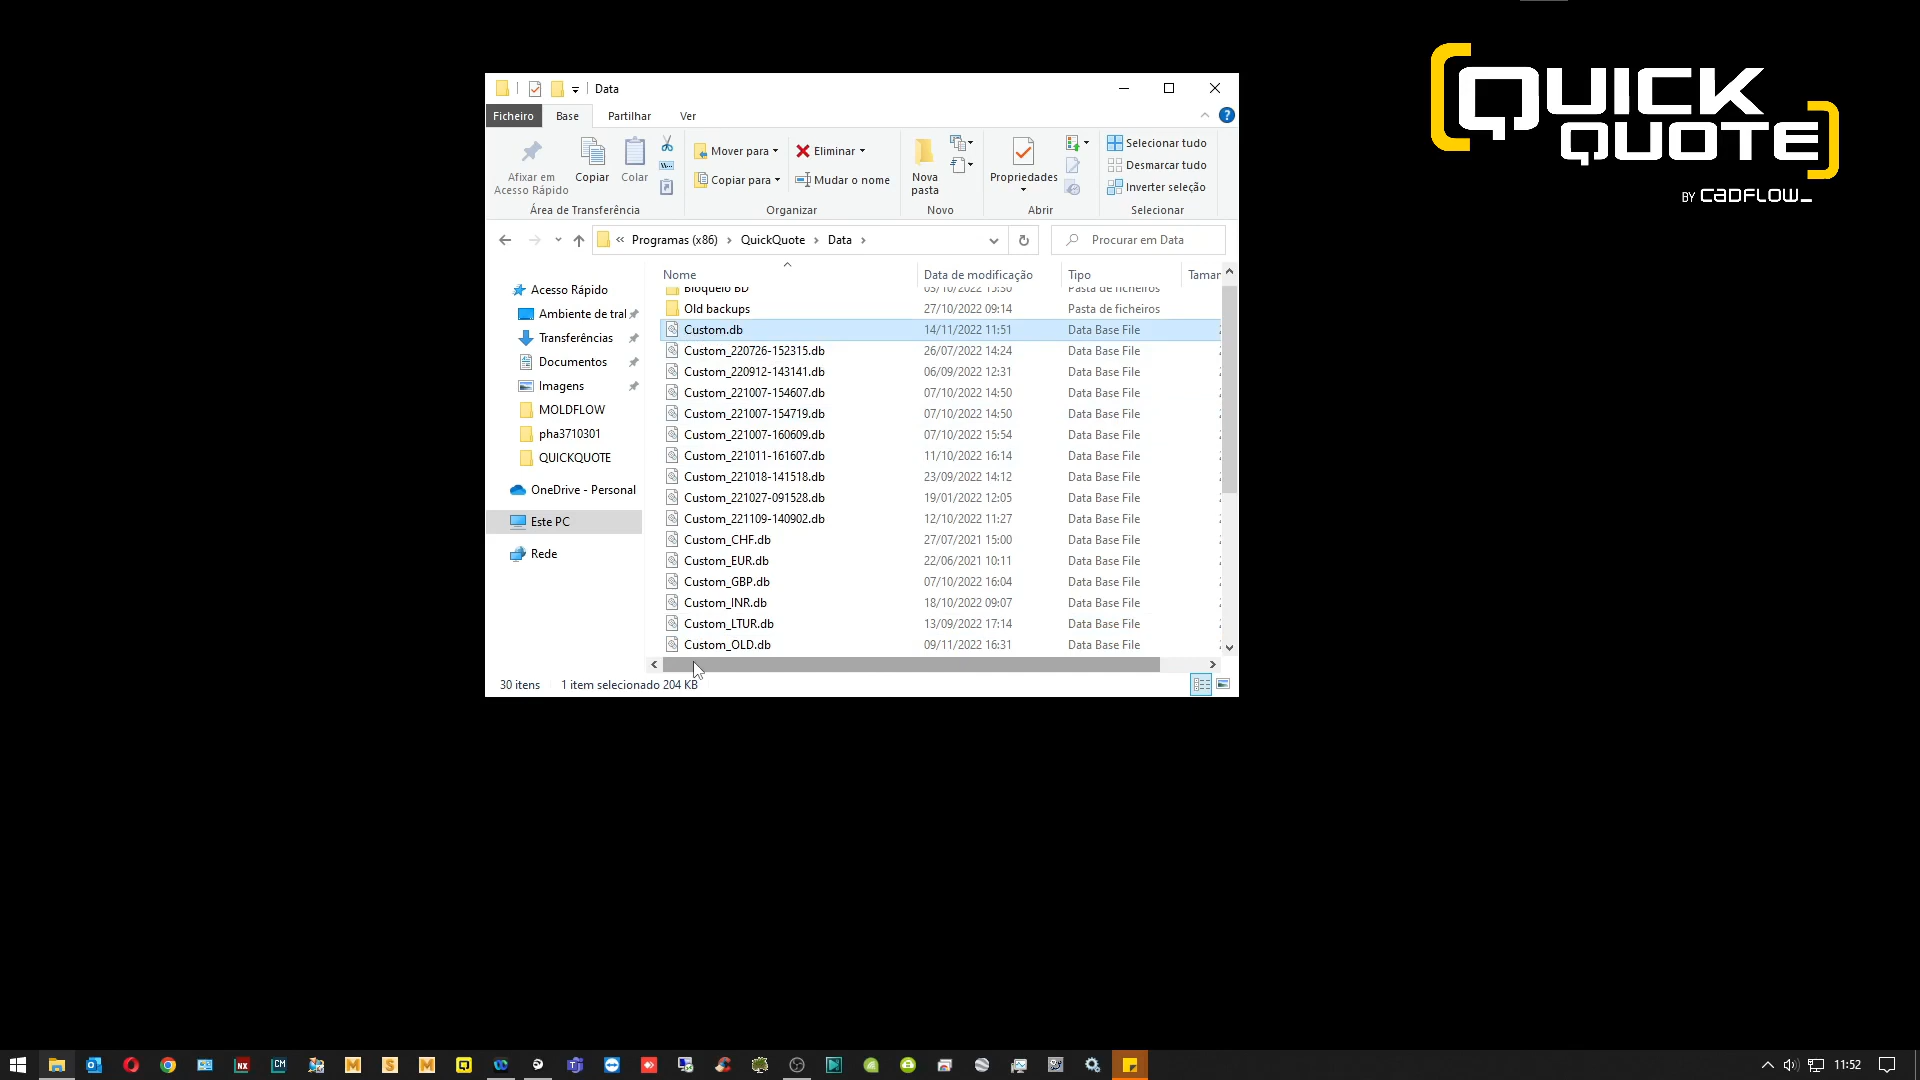 QUICK
QUOTE
BY CADFLOW_
Data
Ficheiro Base Partilhar Ver
Afixar em
Acesso Rápido
Copiar
Colar
Mover para
Copiar para
Eliminar
Mudar o nome
Nova
pasta
Propriedades
Selecionar tudo
Desmarcar tudo
Inverter seleção
Área de Transferência Organizar Novo Abrir Selecionar
« Programas (x86) › QuickQuote › Data ›
Procurar em Data
Acesso Rápido
Ambiente de tral
Transferências
Documentos
Imagens
MOLDFLOW
pha3710301
QUICKQUOTE
OneDrive - Personal
Este PC
Rede
Nome Data de modificação Tipo Tamar
Bloqueio BD 03/10/2022 15:50 Pasta de ficheiros
Old backups 27/10/2022 09:14 Pasta de ficheiros
Custom.db 14/11/2022 11:51 Data Base File
Custom_220726-152315.db 26/07/2022 14:24 Data Base File
Custom_220912-143141.db 06/09/2022 12:31 Data Base File
Custom_221007-154607.db 07/10/2022 14:50 Data Base File
Custom_221007-154719.db 07/10/2022 14:50 Data Base File
Custom_221007-160609.db 07/10/2022 15:54 Data Base File
Custom_221011-161607.db 11/10/2022 16:14 Data Base File
Custom_221018-141518.db 23/09/2022 14:12 Data Base File
Custom_221027-091528.db 19/01/2022 12:05 Data Base File
Custom_221109-140902.db 12/10/2022 11:27 Data Base File
Custom_CHF.db 27/07/2021 15:00 Data Base File
Custom_EUR.db 22/06/2021 10:11 Data Base File
Custom_GBP.db 07/10/2022 16:04 Data Base File
Custom_INR.db 18/10/2022 09:07 Data Base File
Custom_LTUR.db 13/09/2022 17:14 Data Base File
Custom_OLD.db 09/11/2022 16:31 Data Base File
30 itens 1 item selecionado 204 KB
11:52